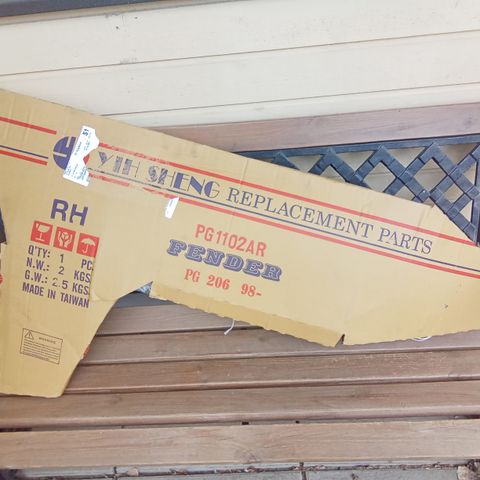 YIH SHENG REPLACEMENT PARTS
RH
PG1102AR
FENDER
PG 206 98-
Q'TY: 1 PC
N.W.: 2 KGS
G.W.: 2.5 KGS
MADE IN TAIWAN
WARNING